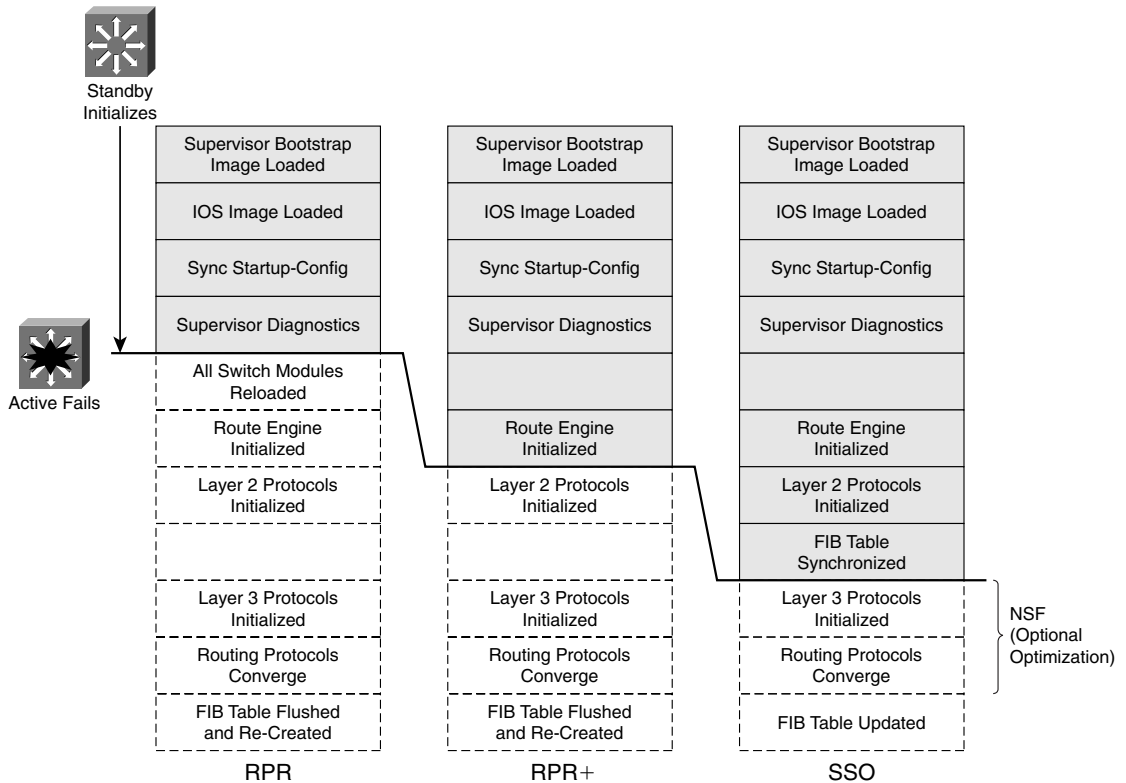 Standby
Initializes
Supervisor Bootstrap
Image Loaded
IOS Image Loaded
Sync Startup-Config
Supervisor Diagnostics
All Switch Modules
Reloaded
Route Engine
Initialized
Layer 2 Protocols
Initialized
Layer 3 Protocols
Initialized
Routing Protocols
Converge
FIB Table Flushed
and Re-Created
RPR
Supervisor Bootstrap
Image Loaded
IOS Image Loaded
Sync Startup-Config
Supervisor Diagnostics
Route Engine
Initialized
Layer 2 Protocols
Initialized
Layer 3 Protocols
Initialized
Routing Protocols
Converge
FIB Table Flushed
and Re-Created
RPR+
Supervisor Bootstrap
Image Loaded
IOS Image Loaded
Sync Startup-Config
Supervisor Diagnostics
Route Engine
Initialized
Layer 2 Protocols
Initialized
FIB Table
Synchronized
Layer 3 Protocols
Initialized
Routing Protocols
Converge
FIB Table Updated
SSO
Active Fails
NSF
(Optional
Optimization)